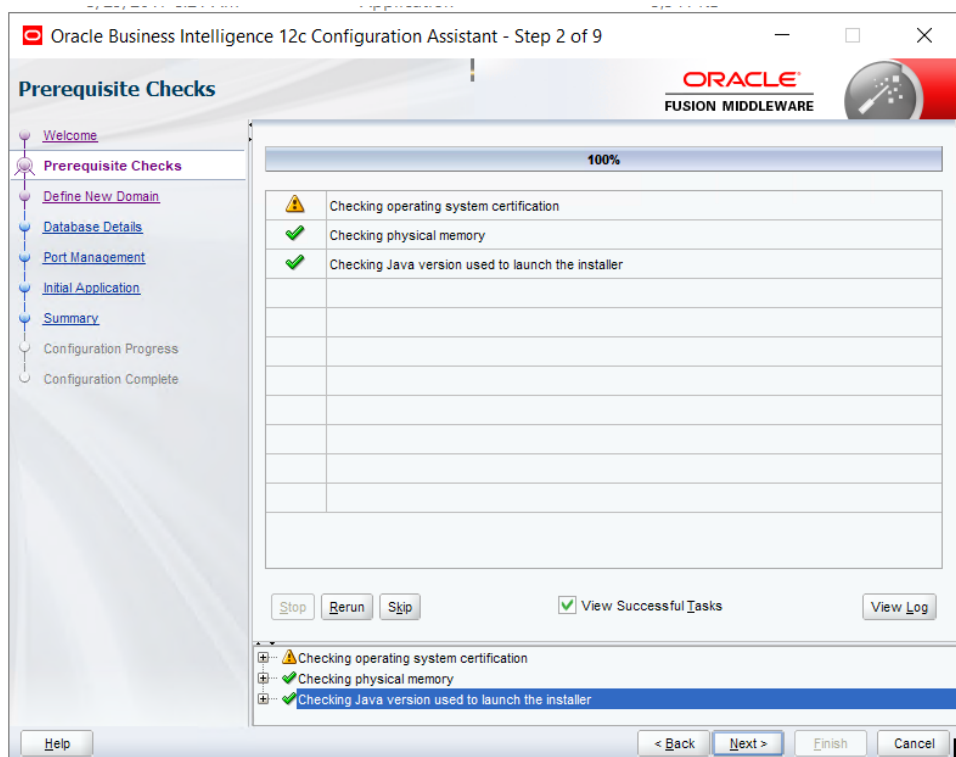 Oracle Business Intelligence 12c Configuration Assistant - Step 2 of 9
Prerequisite Checks
ORACLE
FUSION MIDDLEWARE
Welcome
Prerequisite Checks
Define New Domain
Database Details
Port Management
Initial Application
Summary
Configuration Progress
Configuration Complete
100%
Checking operating system certification
Checking physical memory
Checking Java version used to launch the installer
Stop
Rerun
Skip
View Successful Tasks
View Log
Checking operating system certification
Checking physical memory
Checking Java version used to launch the installer
Help
< Back
Next >
Finish
Cancel